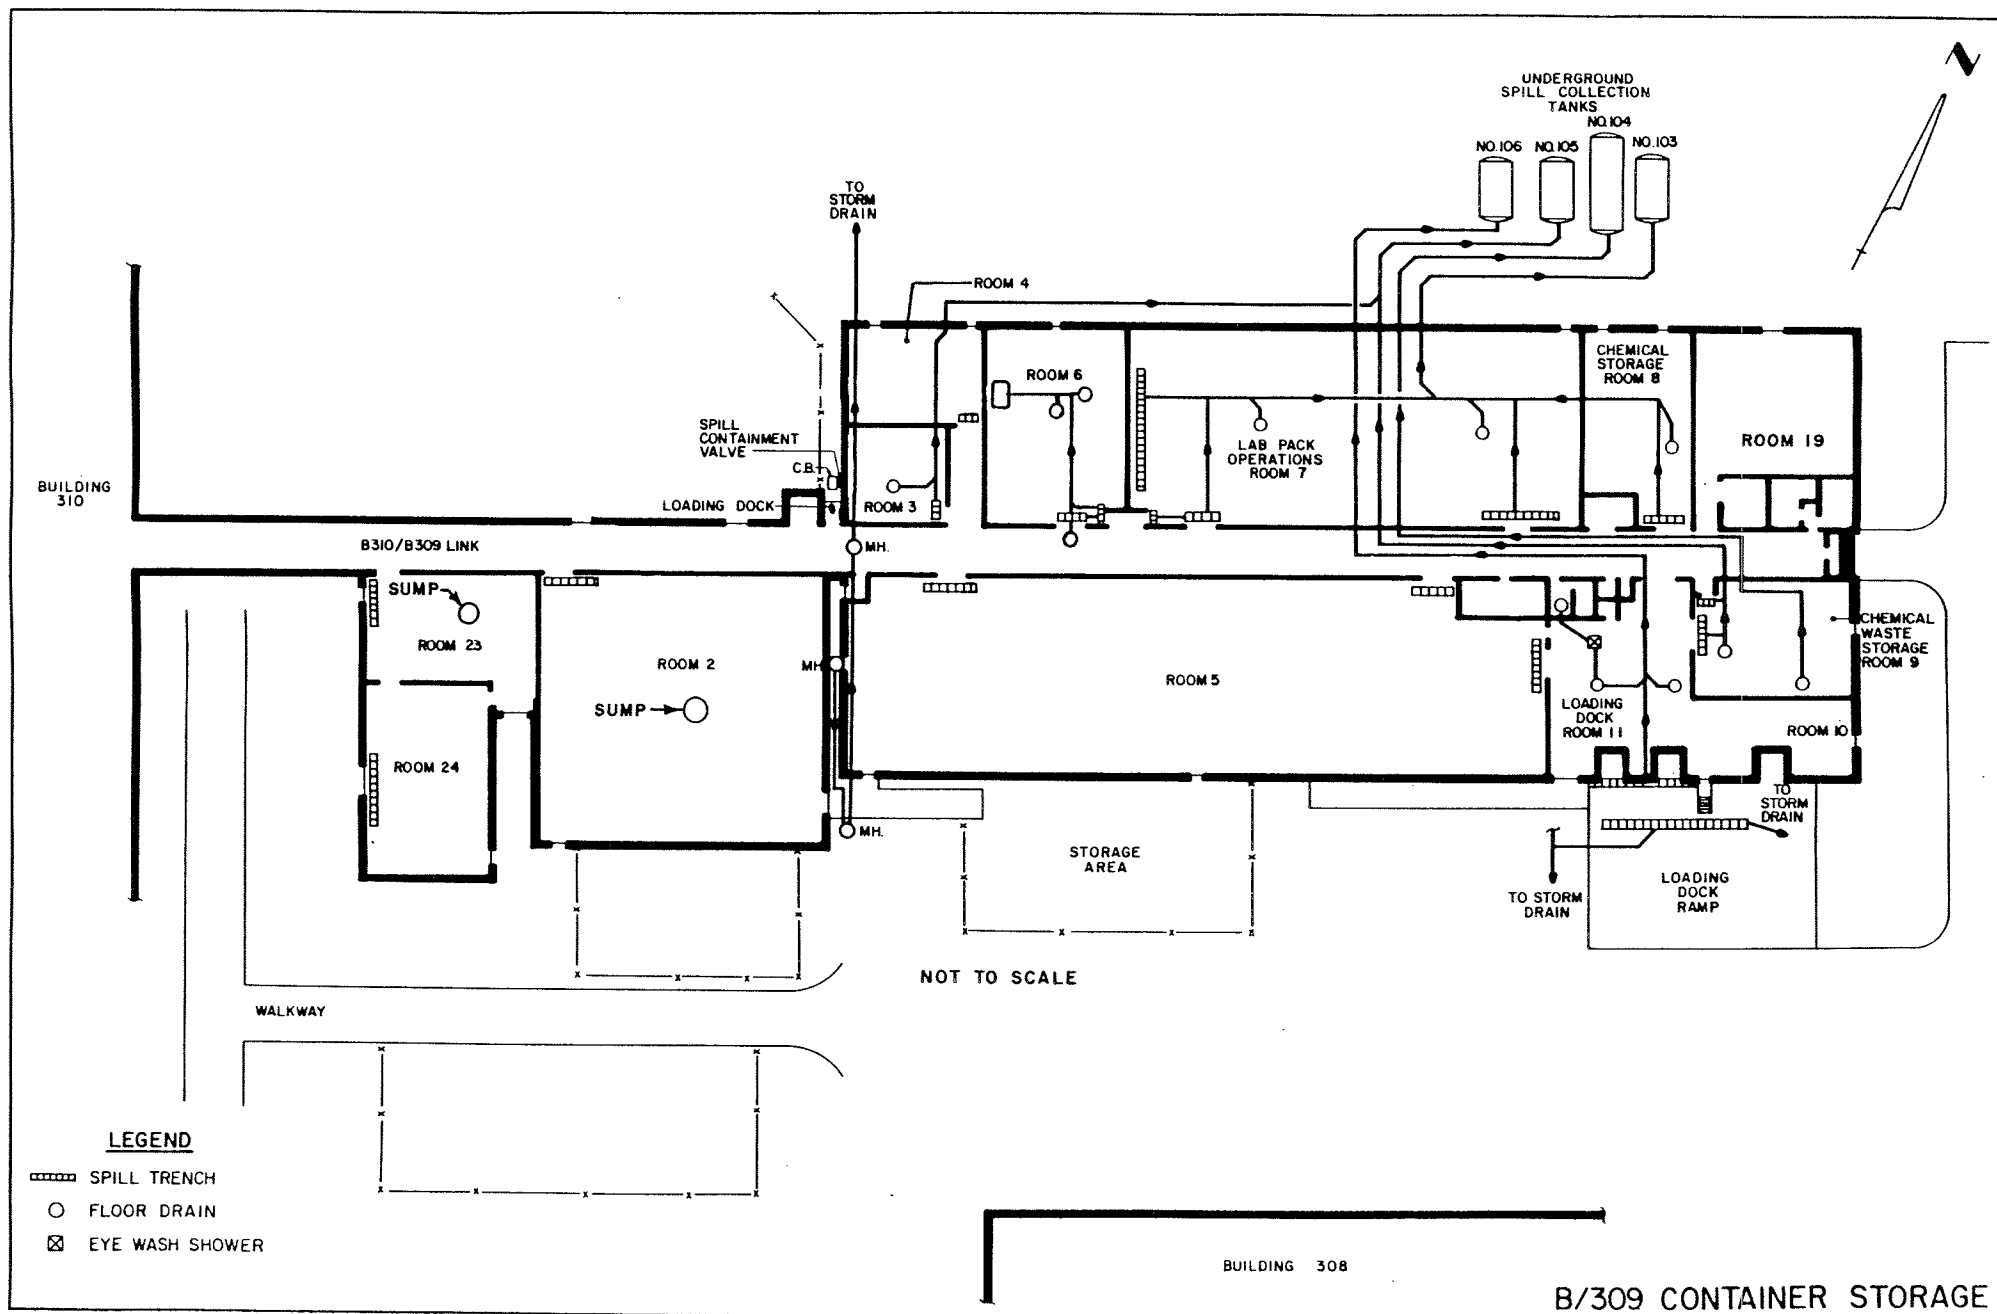 N
UNDERGROUND
SPILL COLLECTION
TANKS
NO.104
NO.106
NO.105
NO.103
TO
STORM
DRAIN
ROOM 4
ROOM 6
CHEMICAL
STORAGE
ROOM 8
SPILL
CONTAINMENT
VALVE
C.B.
LAB PACK
OPERATIONS
ROOM 7
ROOM 19
BUILDING
310
LOADING DOCK
ROOM 3
B310/B309 LINK
MH.
SUMP
ROOM 23
ROOM 2
MH
ROOM 5
CHEMICAL
WASTE
STORAGE
ROOM 9
SUMP
LOADING
DOCK
ROOM 11
ROOM 10
ROOM 24
TO
STORM
DRAIN
MH.
STORAGE
AREA
TO STORM
DRAIN
LOADING
DOCK
RAMP
NOT TO SCALE
WALKWAY
LEGEND
SPILL TRENCH
FLOOR DRAIN
EYE WASH SHOWER
BUILDING 308
B/309 CONTAINER STORAGE